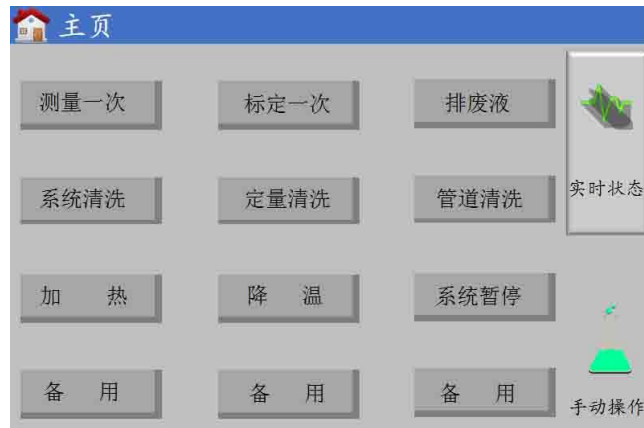 主页
测量一次 标定一次 排废液
实时状态
系统清洗 定量清洗 管道清洗
加 热 降 温 系统暂停
备 用 备 用 备 用
手动操作